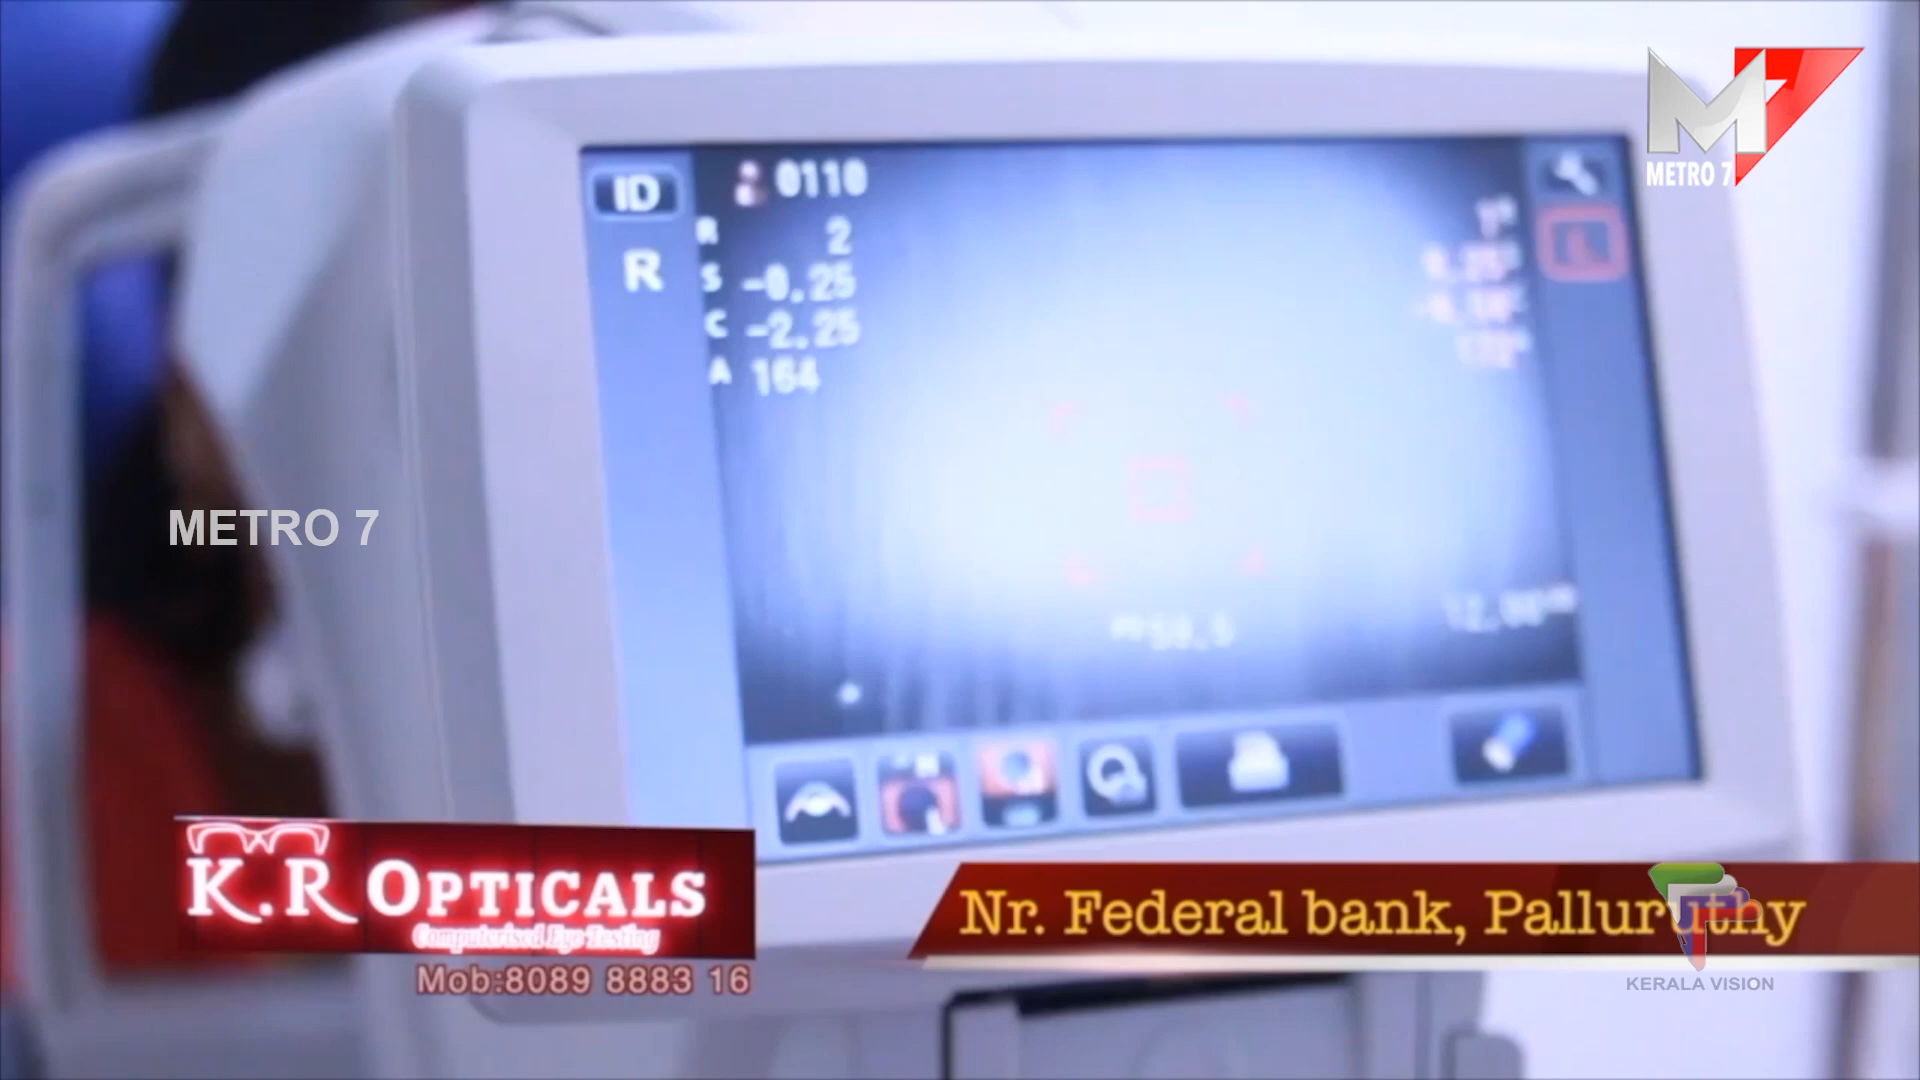 METRO 7
ID
0110
R
R 2
S -0.25
C -2.25
A 164
METRO 7
K.R OPTICALS
Computerised Eye Testing
Mob:8089 8883 16
Nr. Federal bank, Palluruthy
KERALA VISION